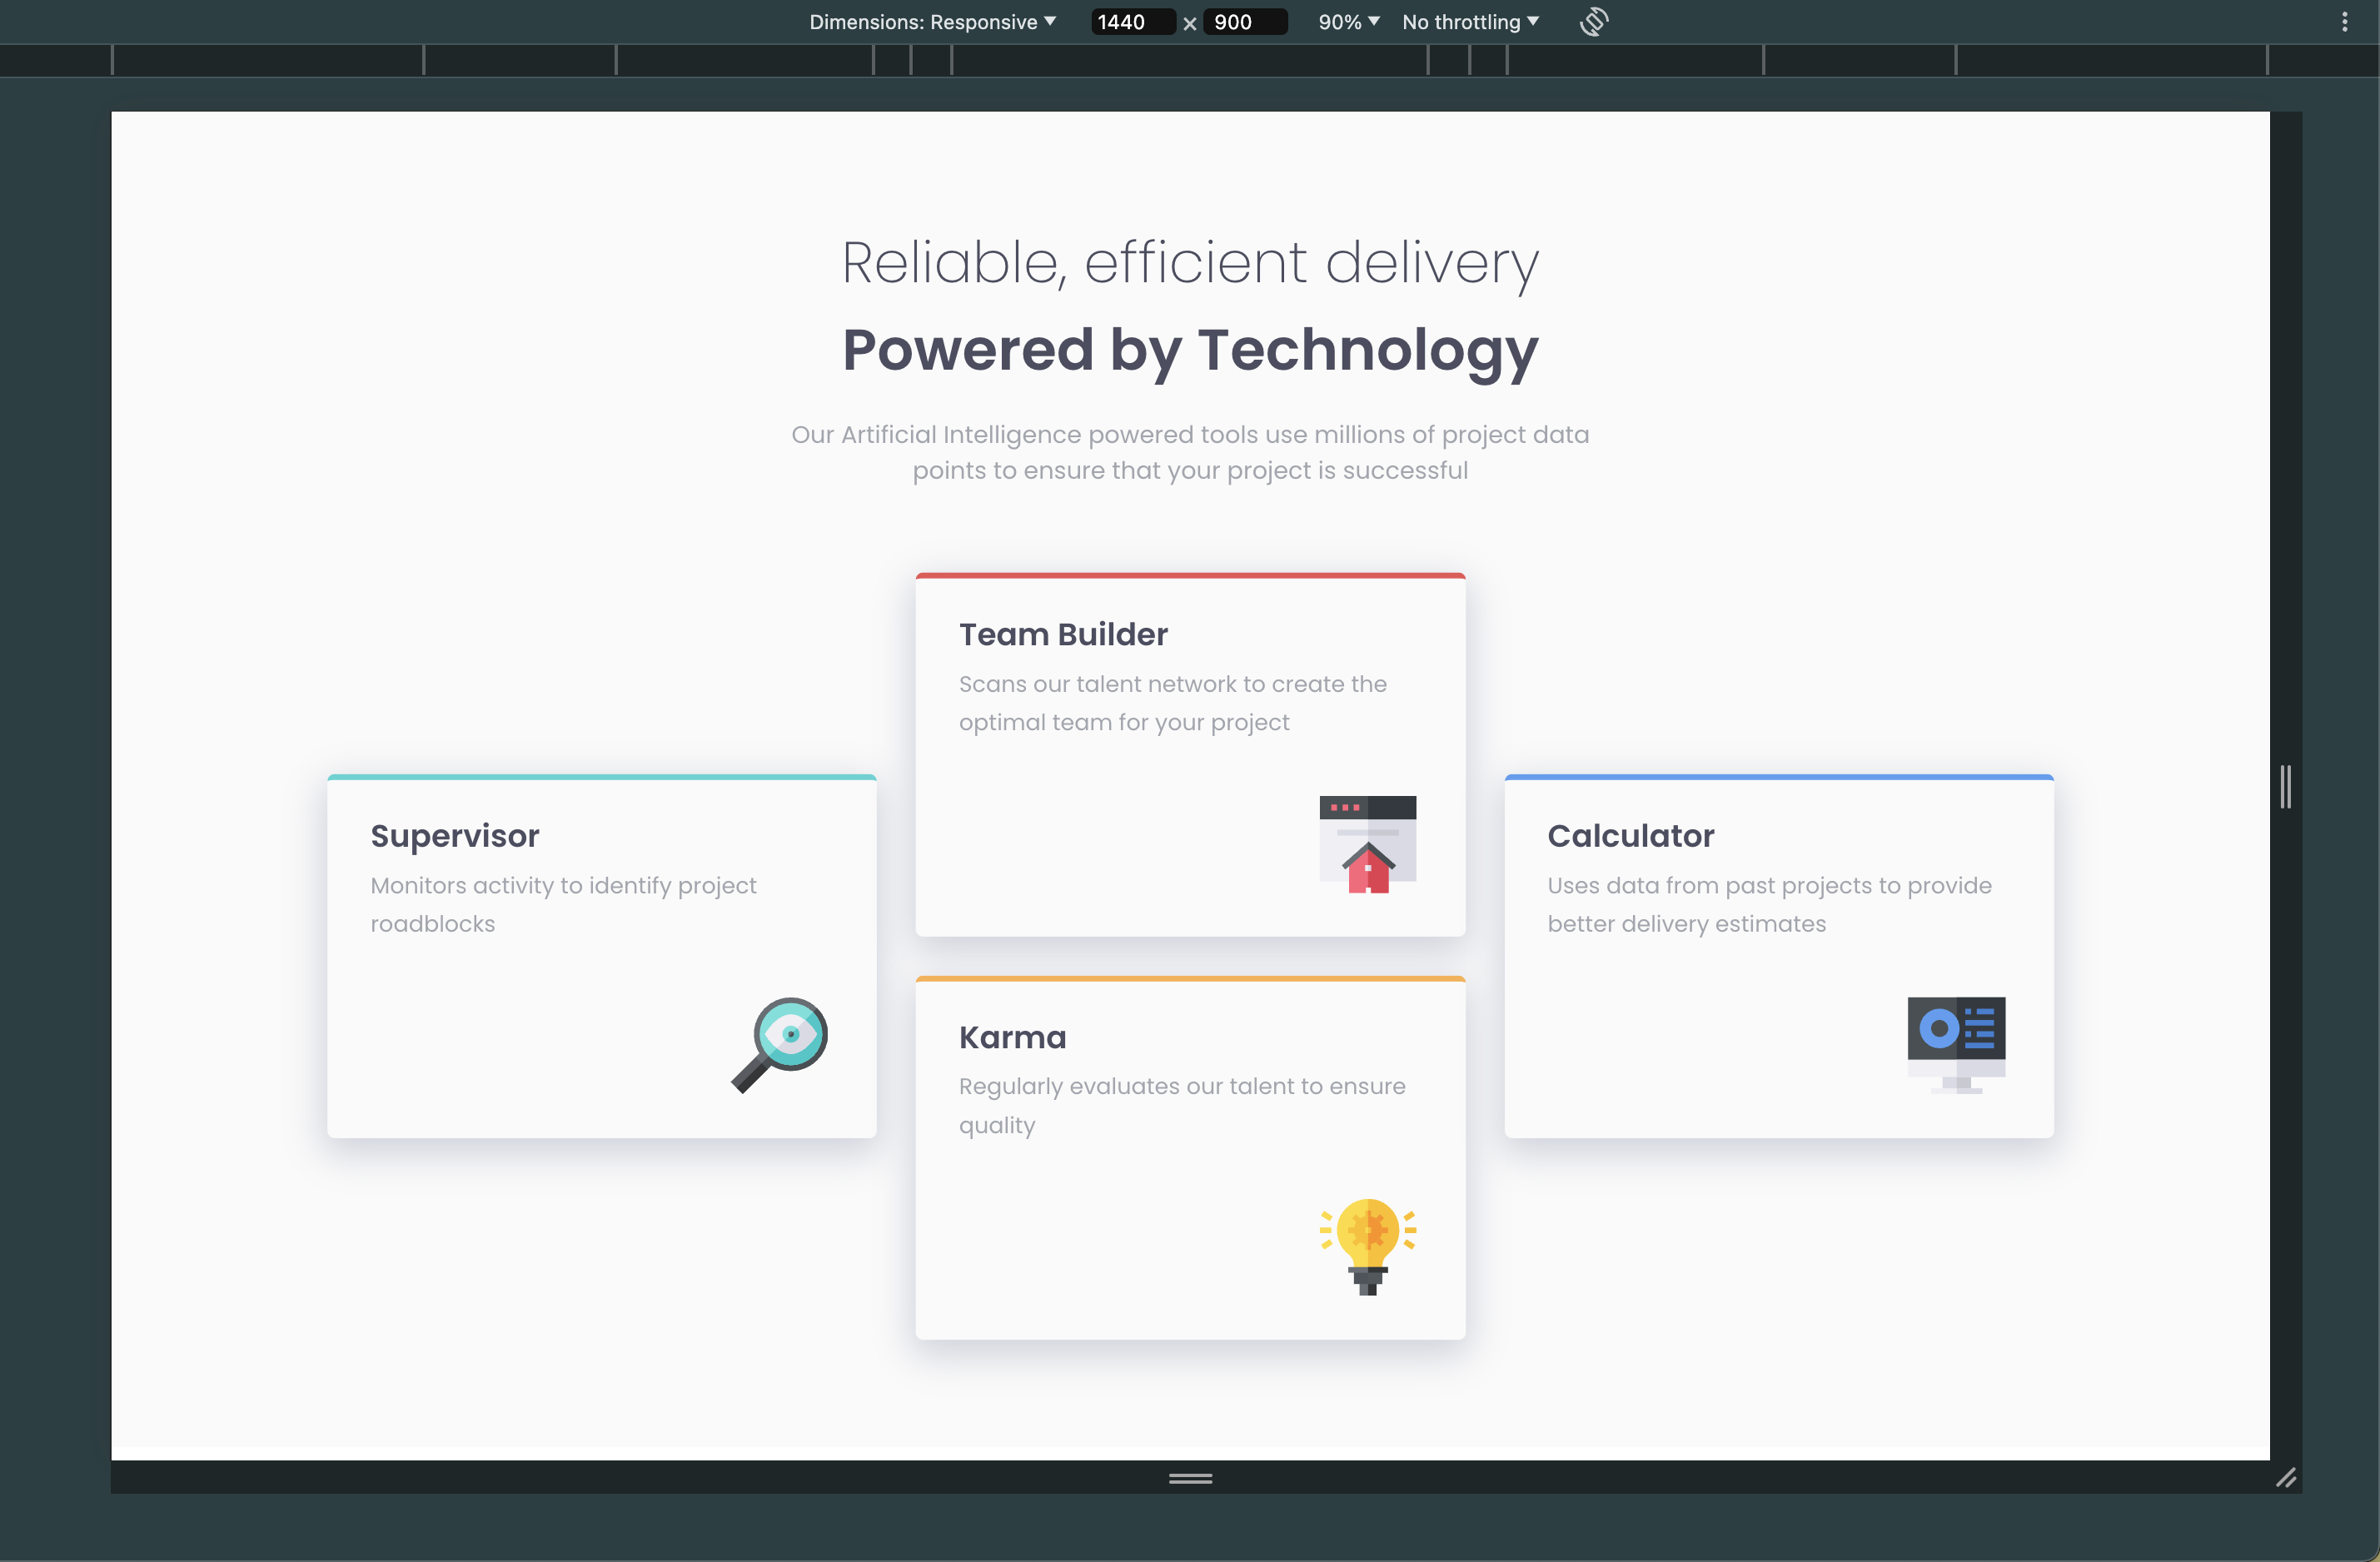 Dimensions: Responsive 1440 × 900 90% No throttling
Reliable, efficient delivery
Powered by Technology
Our Artificial Intelligence powered tools use millions of project data
points to ensure that your project is successful
Team Builder
Scans our talent network to create the
optimal team for your project
Supervisor
Monitors activity to identify project
roadblocks
Calculator
Uses data from past projects to provide
better delivery estimates
Karma
Regularly evaluates our talent to ensure
quality